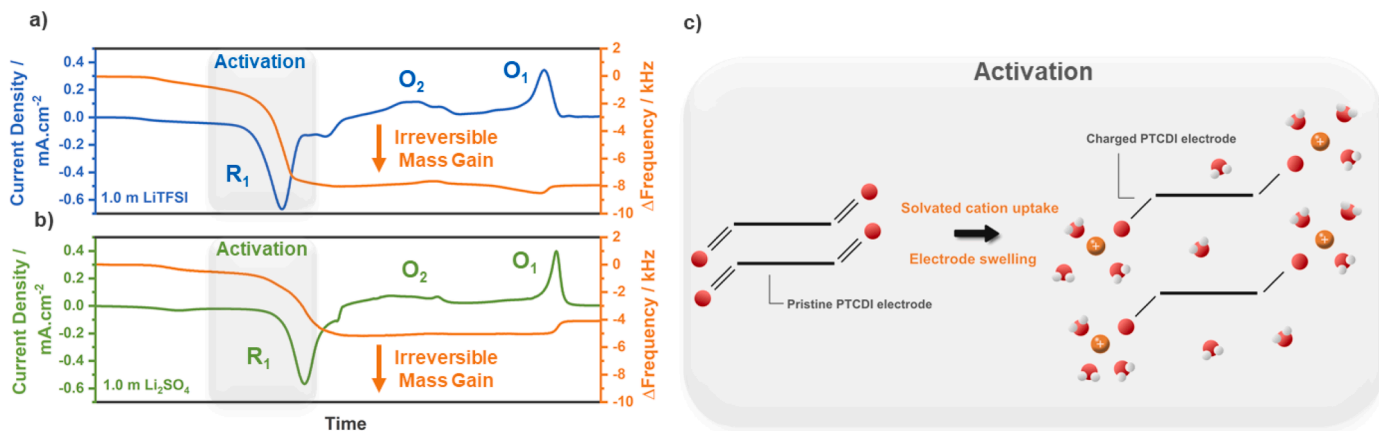 a)
Current Density /
mA.cm-2
0.4
0.2
0.0
-0.2
-0.4
-0.6
Activation
R1
O2
O1
Irreversible
Mass Gain
1.0 m LiTFSI
2
0
-2
-4
-6
-8
-10
ΔFrequency / kHz
b)
Current Density /
mA.cm-2
0.4
0.2
0.0
-0.2
-0.4
-0.6
Activation
R1
O2
O1
Irreversible
Mass Gain
1.0 m Li2SO4
2
0
-2
-4
-6
-8
-10
ΔFrequency / kHz
Time
c)
Activation
Charged PTCDI electrode
Solvated cation uptake
Electrode swelling
Pristine PTCDI electrode
+
+
+
+